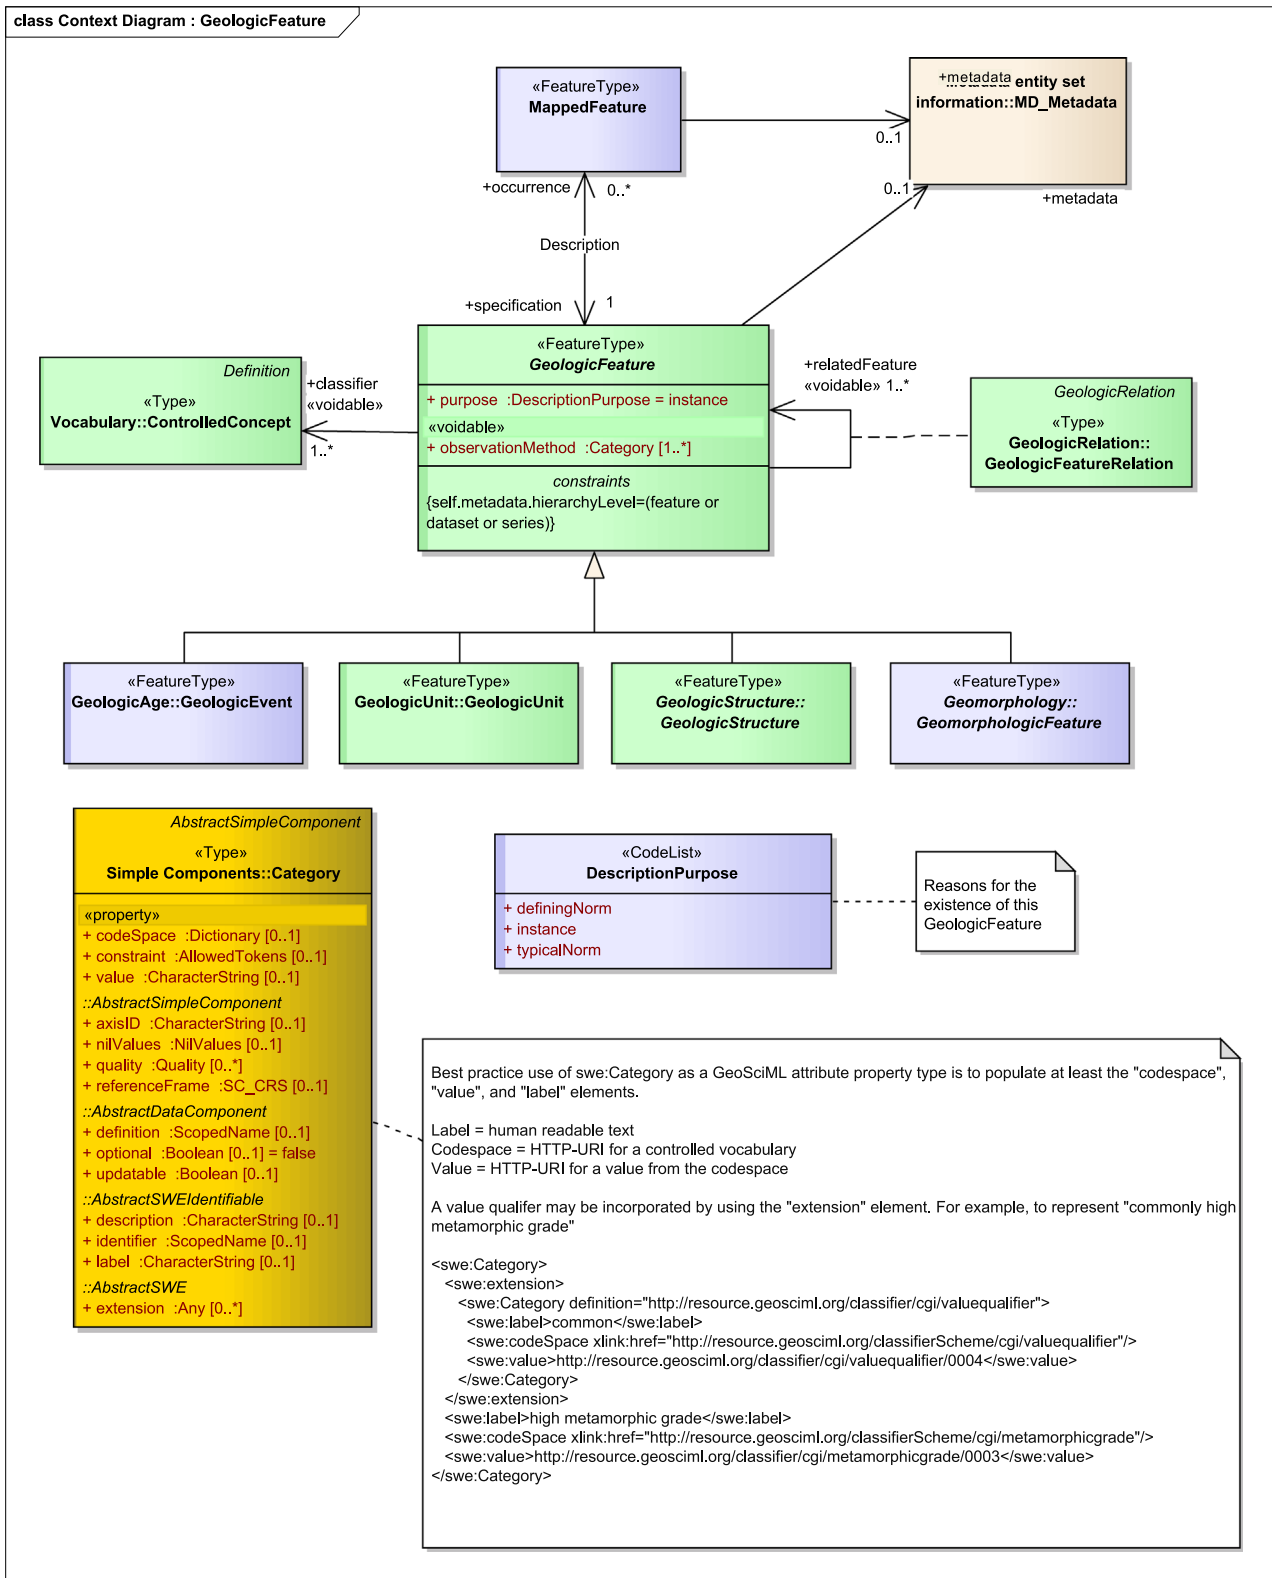 class Context Diagram : GeologicFeature
«FeatureType»
MappedFeature
+metadata
entity set
information::MD_Metadata
0..1
0..1
+metadata
+occurrence
0..*
Description
+specification
1
«FeatureType»
GeologicFeature
+ purpose :DescriptionPurpose = instance
«voidable»
+ observationMethod :Category [1..*]
constraints
{self.metadata.hierarchyLevel=(feature or
dataset or series)}
Definition
«Type»
Vocabulary::ControlledConcept
+classifier
«voidable»
1..*
+relatedFeature
«voidable» 1..*
GeologicRelation
«Type»
GeologicRelation::
GeologicFeatureRelation
«FeatureType»
GeologicAge::GeologicEvent
«FeatureType»
GeologicUnit::GeologicUnit
«FeatureType»
GeologicStructure::
GeologicStructure
«FeatureType»
Geomorphology::
GeomorphologicFeature
AbstractSimpleComponent
«Type»
Simple Components::Category
«property»
+ codeSpace :Dictionary [0..1]
+ constraint :AllowedTokens [0..1]
+ value :CharacterString [0..1]
::AbstractSimpleComponent
+ axisID :CharacterString [0..1]
+ nilValues :NilValues [0..1]
+ quality :Quality [0..*]
+ referenceFrame :SC_CRS [0..1]
::AbstractDataComponent
+ definition :ScopedName [0..1]
+ optional :Boolean [0..1] = false
+ updatable :Boolean [0..1]
::AbstractSWEIdentifiable
+ description :CharacterString [0..1]
+ identifier :ScopedName [0..1]
+ label :CharacterString [0..1]
::AbstractSWE
+ extension :Any [0..*]
«CodeList»
DescriptionPurpose
+ definingNorm
+ instance
+ typicalNorm
Reasons for the
existence of this
GeologicFeature
Best practice use of swe:Category as a GeoSciML attribute property type is to populate at least the "codespace",
"value", and "label" elements.
Label = human readable text
Codespace = HTTP-URI for a controlled vocabulary
Value = HTTP-URI for a value from the codespace
A value qualifer may be incorporated by using the "extension" element. For example, to represent "commonly high
metamorphic grade"
<swe:Category>
<swe:extension>
<swe:Category definition="http://resource.geosciml.org/classifier/cgi/valuequalifier">
<swe:label>common</swe:label>
<swe:codeSpace xlink:href="http://resource.geosciml.org/classifierScheme/cgi/valuequalifier"/>
<swe:value>http://resource.geosciml.org/classifier/cgi/valuequalifier/0004</swe:value>
</swe:Category>
</swe:extension>
<swe:label>high metamorphic grade</swe:label>
<swe:codeSpace xlink:href="http://resource.geosciml.org/classifierScheme/cgi/metamorphicgrade"/>
<swe:value>http://resource.geosciml.org/classifier/cgi/metamorphicgrade/0003</swe:value>
</swe:Category>